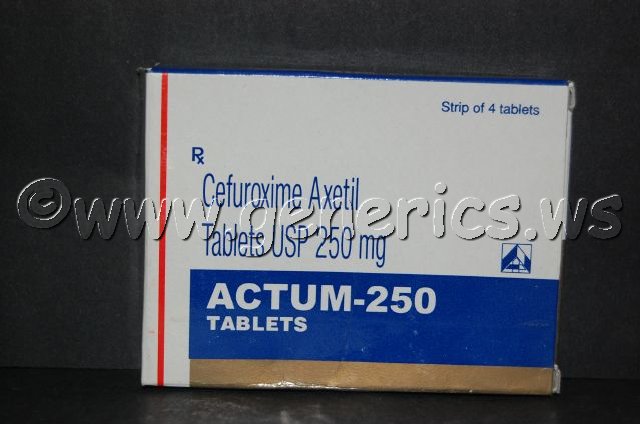 Strip of 4 tablets
Rx
Cefuroxime Axetil
Tablets USP 250 mg
©www.generics.ws
ACTUM-250
TABLETS